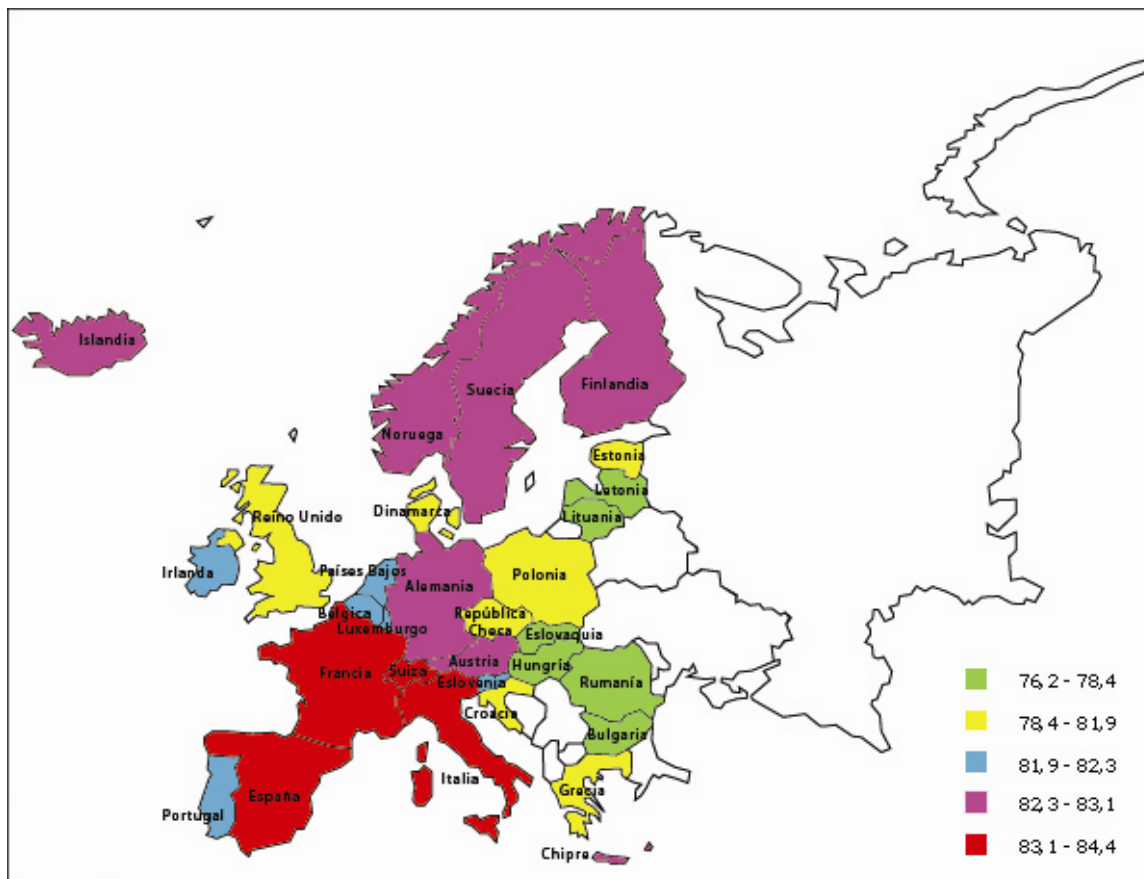 Islandia
Suecia
Finlandia
Noruega
Estonia
Letonia
Dinamarca
Lituania
Reino Unido
Irlanda
Países Bajos
Alemania
Polonia
Bélgica
República
Checa
Luxemburgo
Eslovaquia
Austria
Hungría
Francia
Suiza
Eslovenia
Rumanía
Croacia
Bulgaria
Italia
España
Grecia
Portugal
Chipre
76,2 - 78,4
78,4 - 81,9
81,9 - 82,3
82,3 - 83,1
83,1 - 84,4